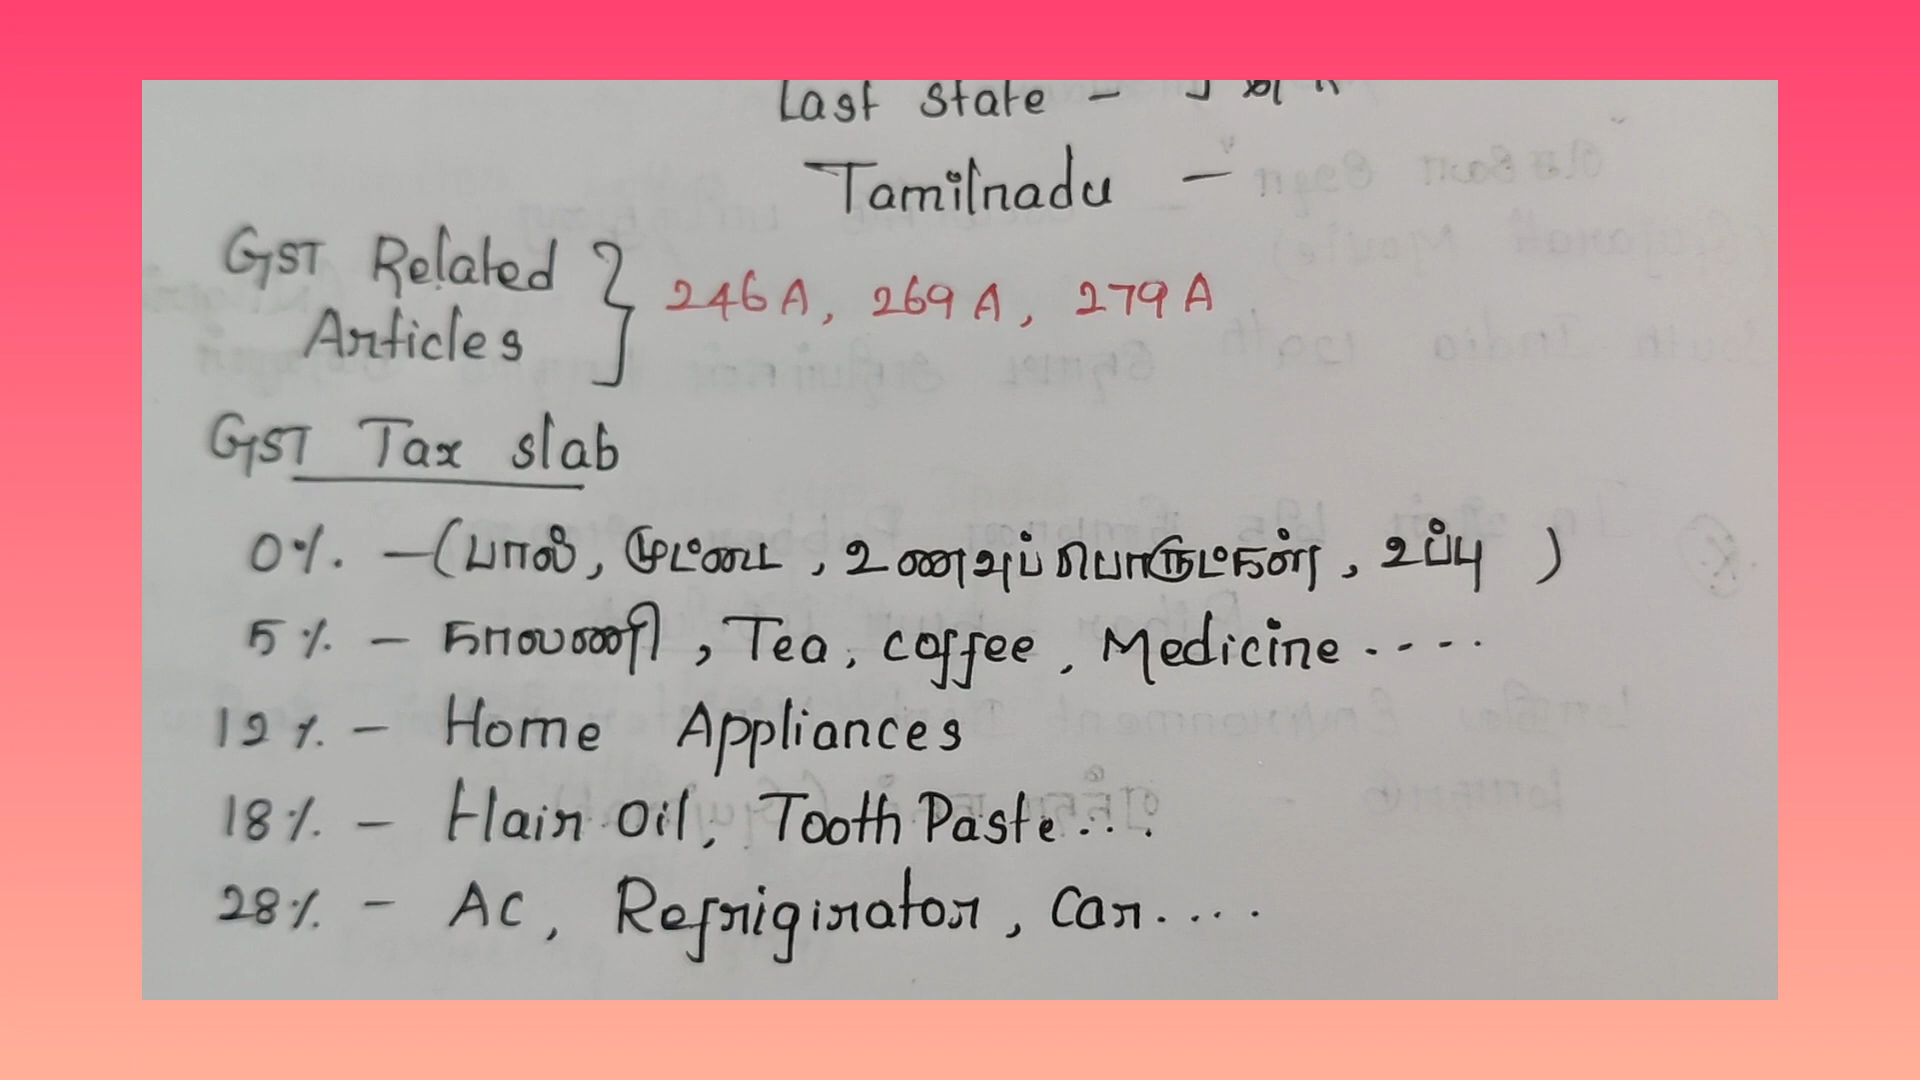 Last State -
Tamilnadu -
GST Related
Articles } 246A, 269A, 279A
GST Tax slab
0% - (பால், முட்டை, உணவுப்பொருட்கள், உப்பு )
5% - காலணி, Tea, coffee, Medicine ....
12% - Home Appliances
18% - Hair Oil, Tooth Paste ...
28% - AC, Refrigirator, Car ....